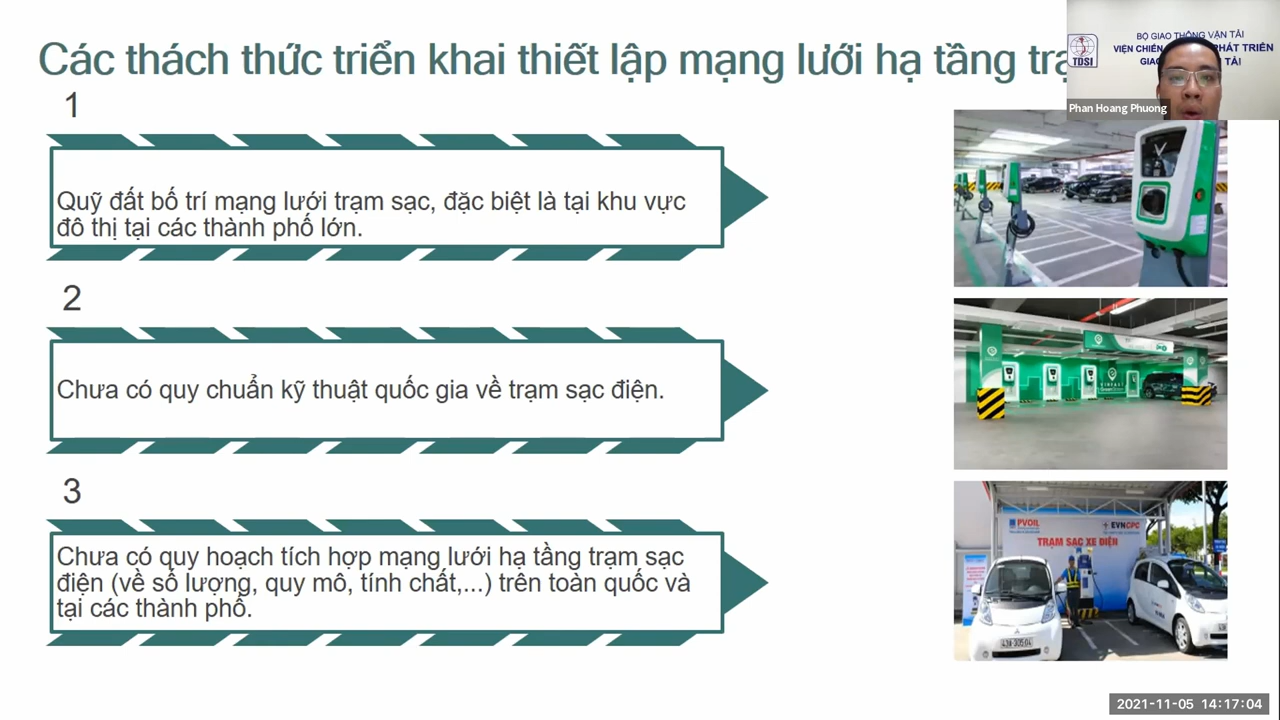 Các thách thức triển khai thiết lập mạng lưới hạ tầng
BỘ GIAO THÔNG VẬN TẢI
VIỆN CHIẾN PHÁT TRIỂN
TDSI
Phan Hoang Phuong
1
Quỹ đất bố trí mạng lưới trạm sạc, đặc biệt là tại khu vực
đô thị tại các thành phố lớn.
2
Chưa có quy chuẩn kỹ thuật quốc gia về trạm sạc điện.
3
Chưa có quy hoạch tích hợp mạng lưới hạ tầng trạm sạc
điện (về số lượng, quy mô, tính chất,...) trên toàn quốc và
tại các thành phố.
PVOIL
EVNCPC
TRẠM SẠC XE ĐIỆN
2021-11-05 14:17:04